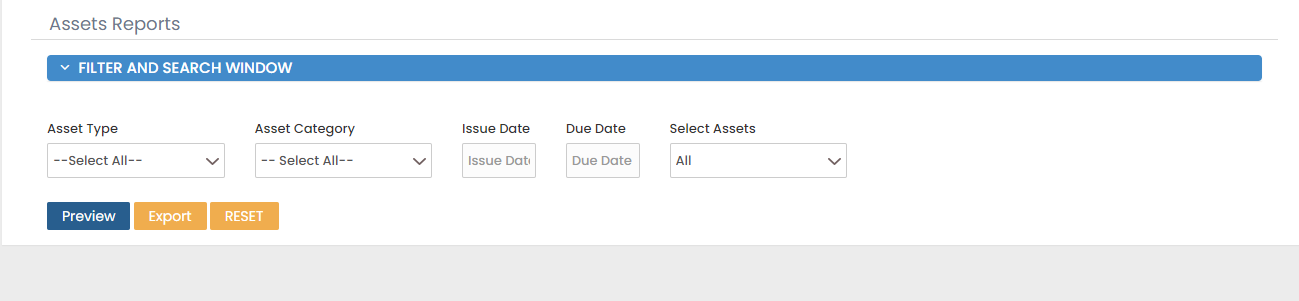 Assets Reports
FILTER AND SEARCH WINDOW
Asset Type Asset Category Issue Date Due Date Select Assets
--Select All-- -- Select All-- Issue Dat Due Date All
Preview Export RESET